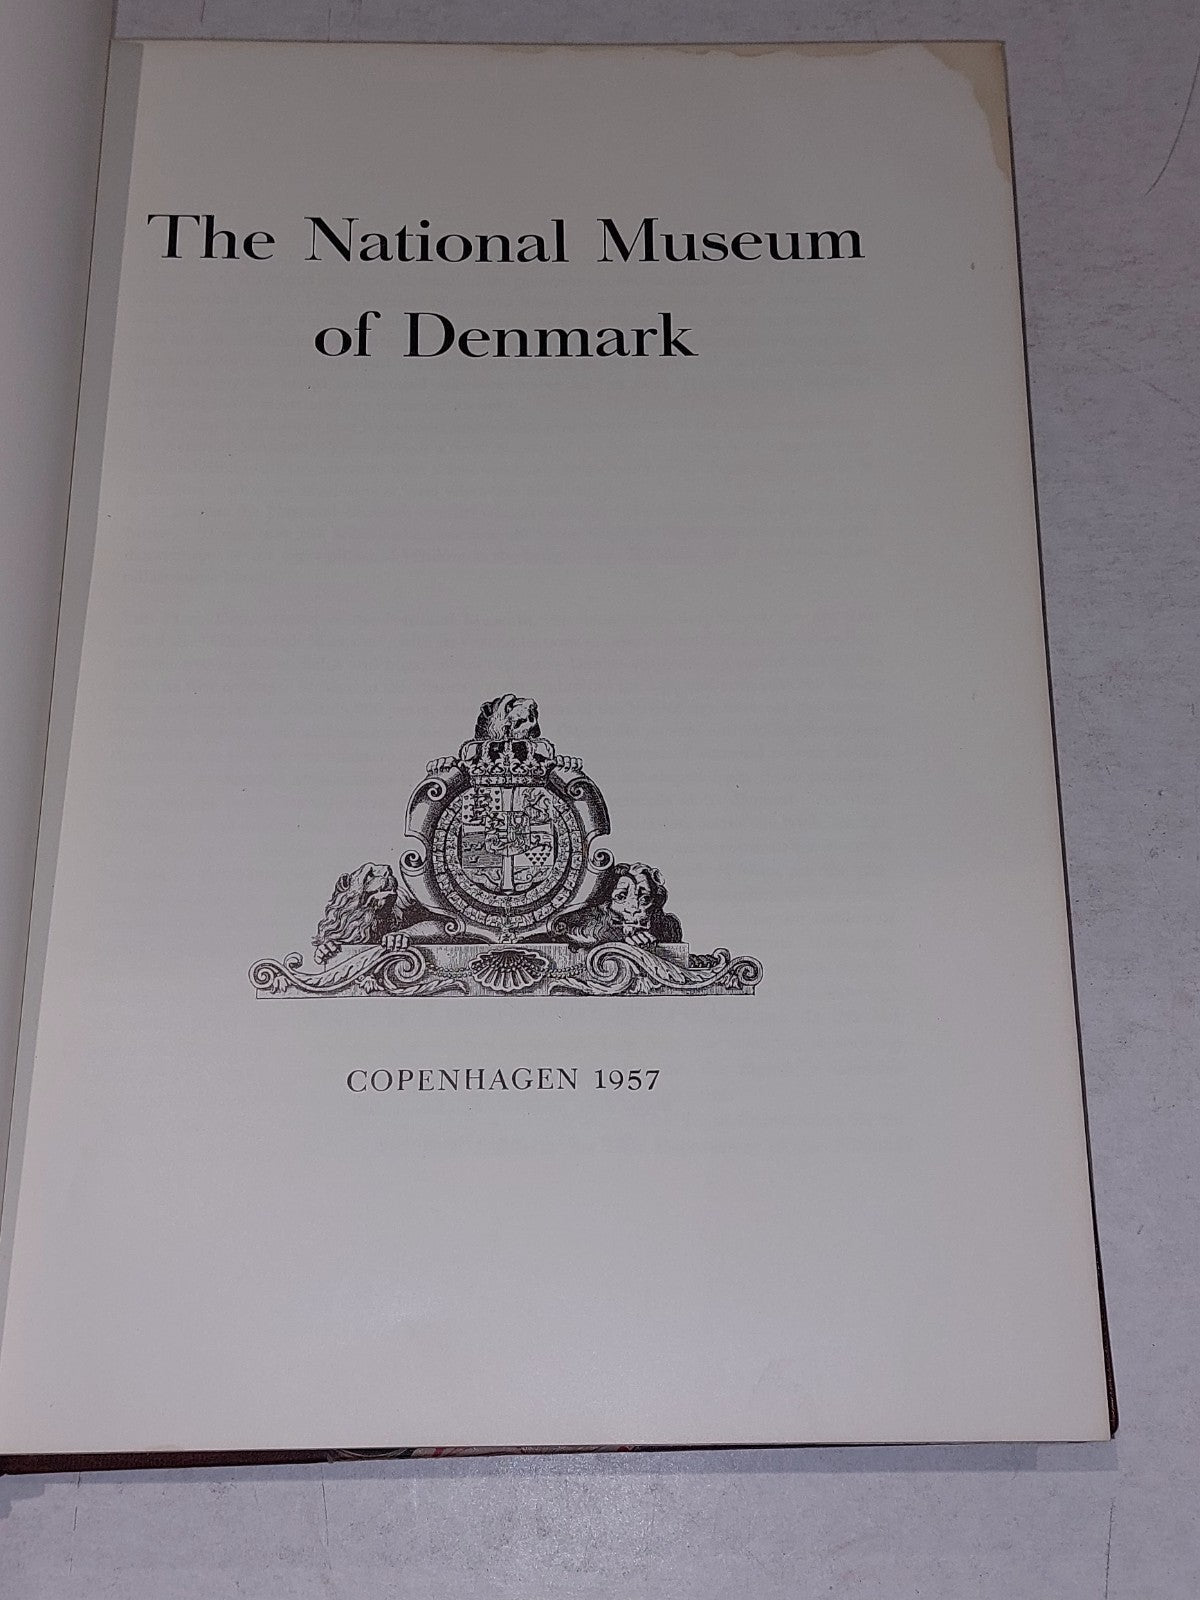 The National Museum
of Denmark
COPENHAGEN 1957